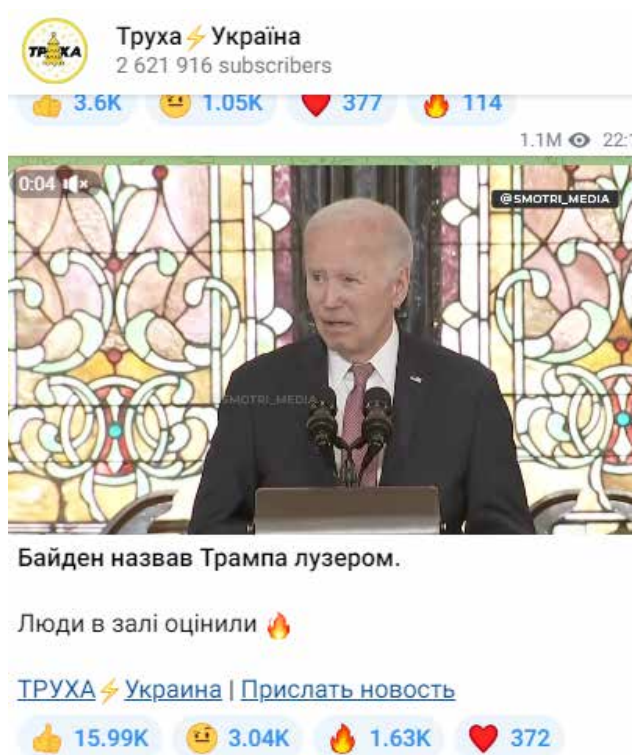 ТРУХА
Труха⚡Україна
2 621 916 subscribers
👍 3.6K 🤨 1.05K ❤️ 377 🔥 114
1.1M 22:
0:04
@SMOTRI_MEDIA
SMOTRI_MEDIA
Байден назвав Трампа лузером.
Люди в залі оцінили 🔥
ТРУХА⚡Украина | Прислать новость
👍 15.99K 🤨 3.04K 🔥 1.63K ❤️ 372